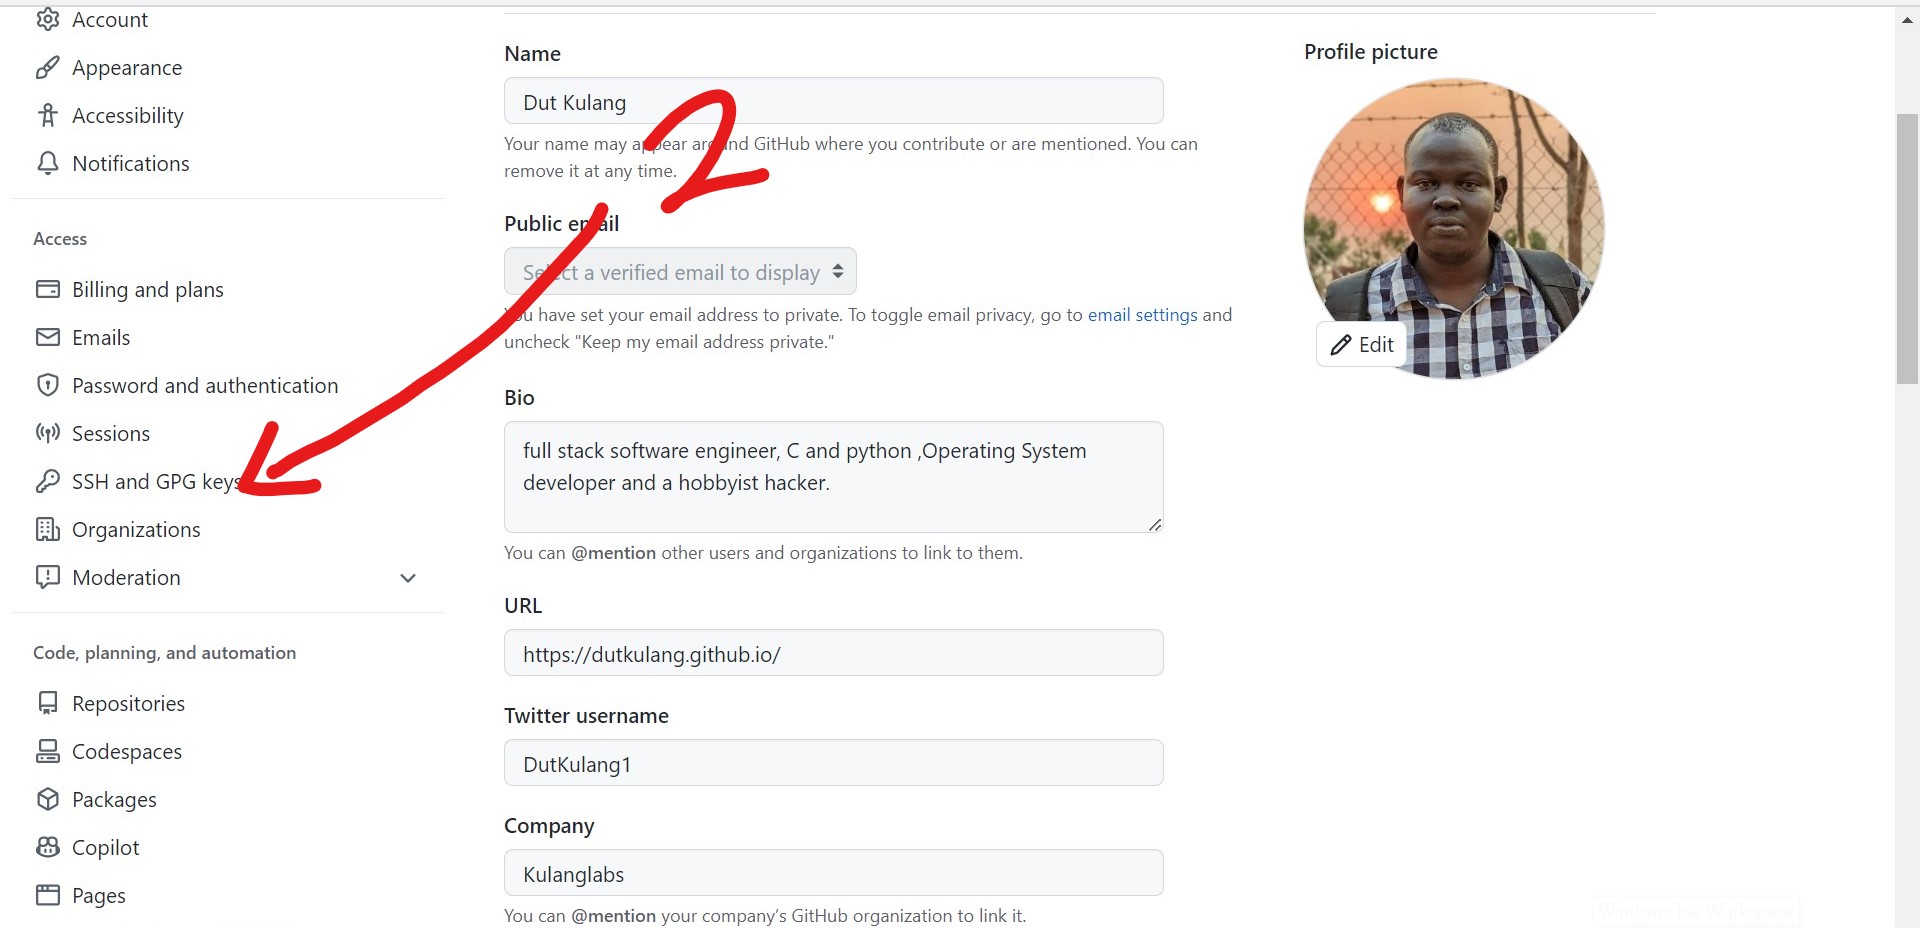 Account
Appearance
Accessibility
Notifications
Access
Billing and plans
Emails
Password and authentication
Sessions
SSH and GPG keys
Organizations
Moderation
Code, planning, and automation
Repositories
Codespaces
Packages
Copilot
Pages
Name
Dut Kulang
2
Your name may appear around GitHub where you contribute or are mentioned. You can
remove it at any time.
Public email
Select a verified email to display
You have set your email address to private. To toggle email privacy, go to email settings and
uncheck "Keep my email address private."
Bio
full stack software engineer, C and python ,Operating System
developer and a hobbyist hacker.
You can @mention other users and organizations to link to them.
URL
https://dutkulang.github.io/
Twitter username
DutKulang1
Company
Kulanglabs
You can @mention your company’s GitHub organization to link it.
Profile picture
Edit
Windows Ink Workspace